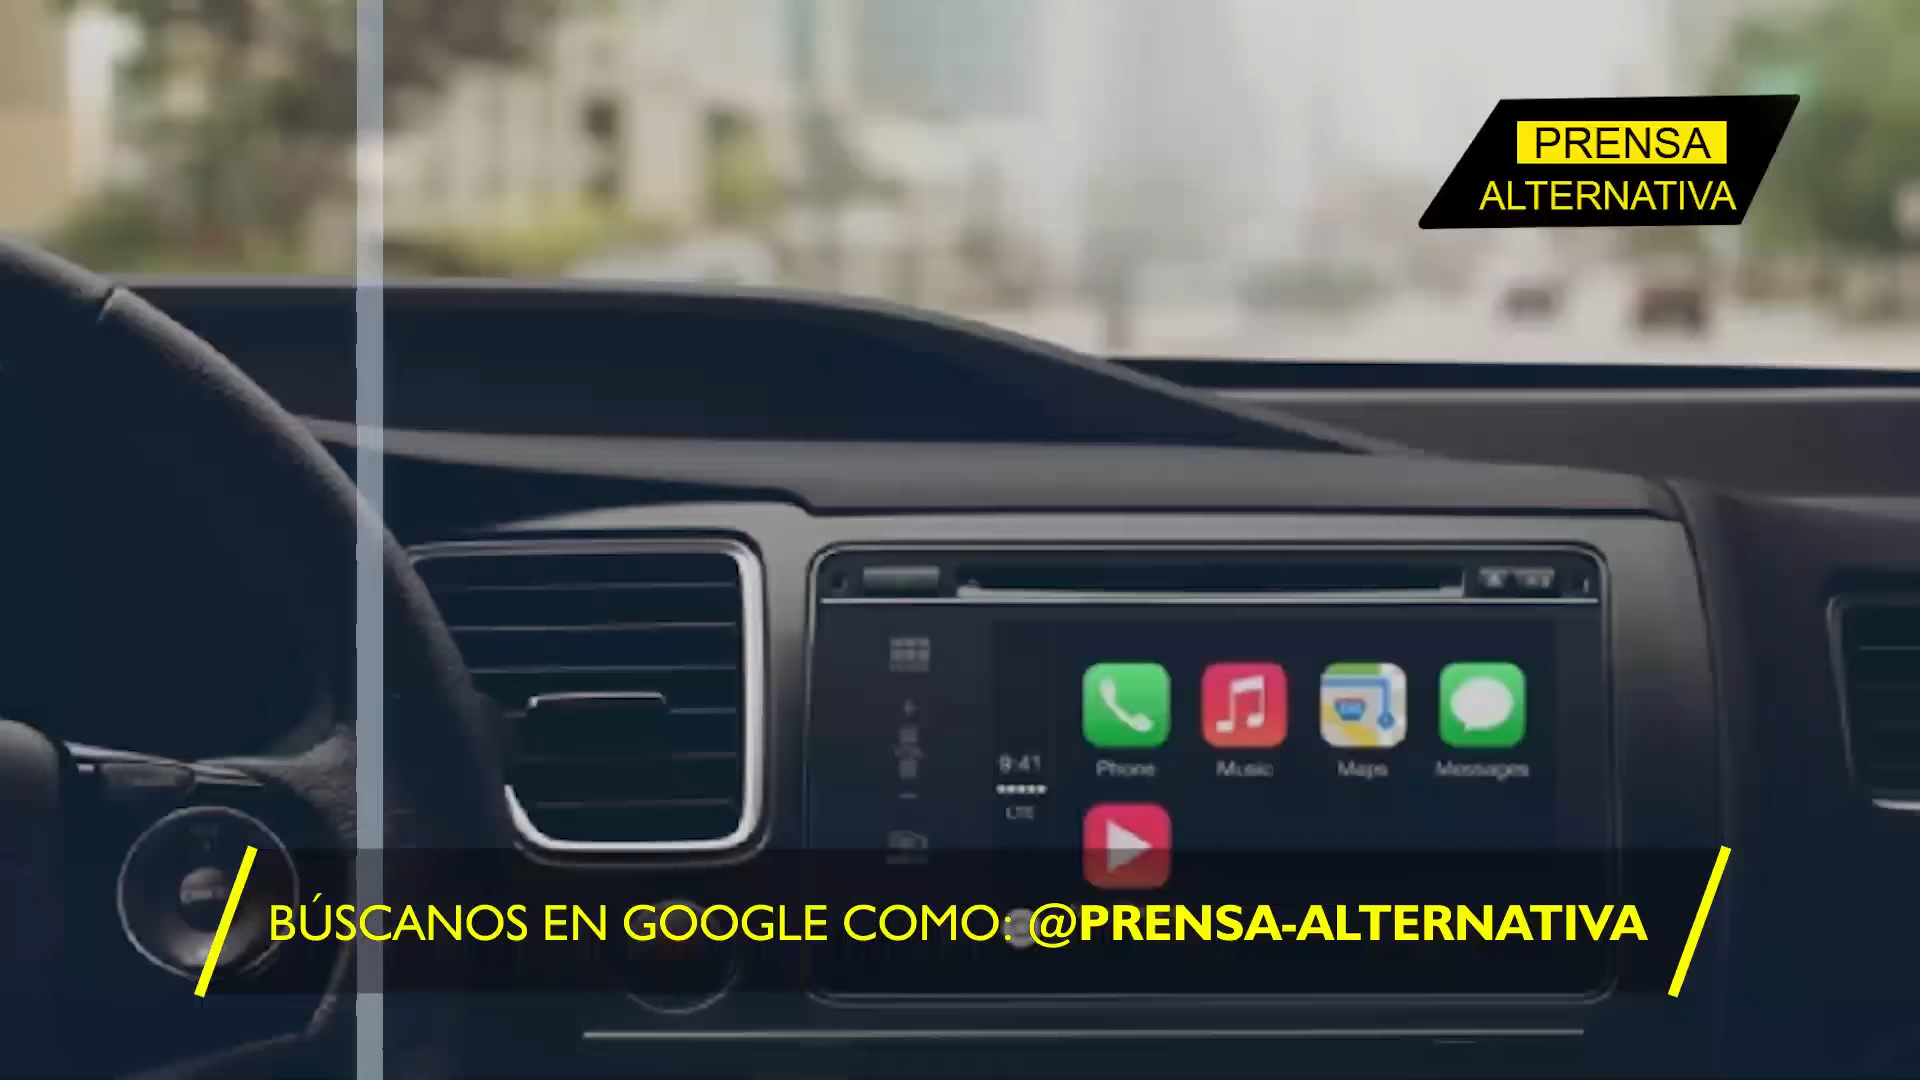 PRENSA
ALTERNATIVA
9:41
LTE
Phone
Music
Maps
Messages
BÚSCANOS EN GOOGLE COMO: @PRENSA-ALTERNATIVA